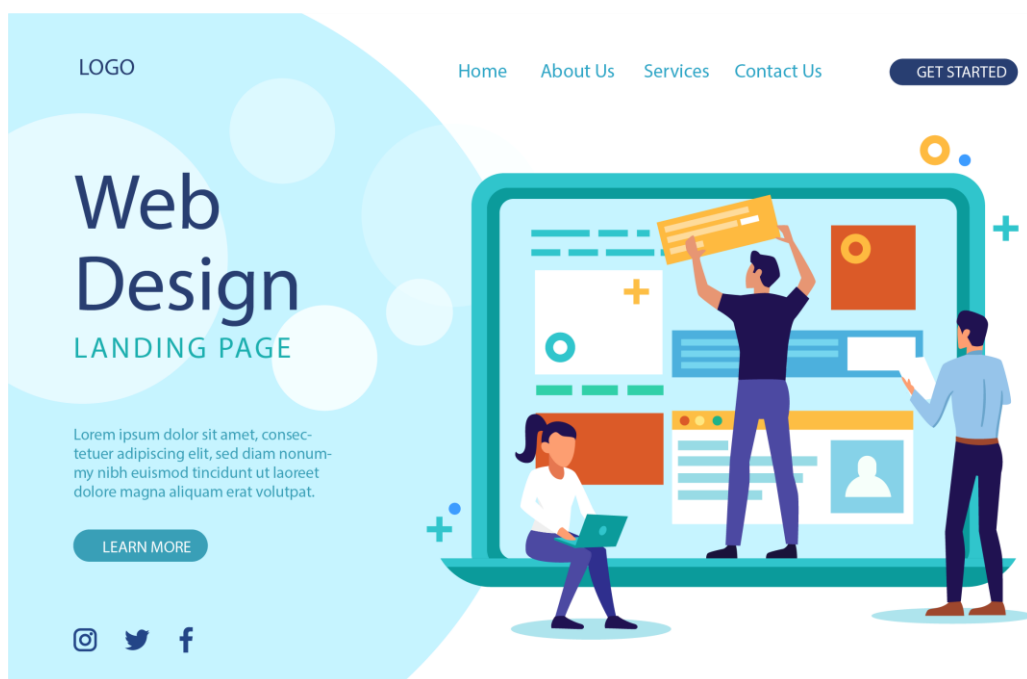 LOGO
Home About Us Services Contact Us GET STARTED
Web
Design
LANDING PAGE
Lorem ipsum dolor sit amet, consec-
tetuer adipiscing elit, sed diam nonum-
my nibh euismod tincidunt ut laoreet
dolore magna aliquam erat volutpat.
LEARN MORE